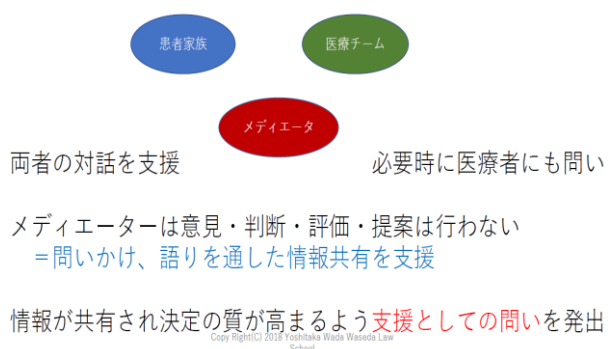 患者家族
医療チーム
メディエータ
両者の対話を支援
必要時に医療者にも問い
メディエーターは意見・判断・評価・提案は行わない
＝問いかけ、語りを通した情報共有を支援
情報が共有され決定の質が高まるよう支援としての問いを発出
Copy Right(C) 2018 Yoshitaka Wada Waseda Law
School